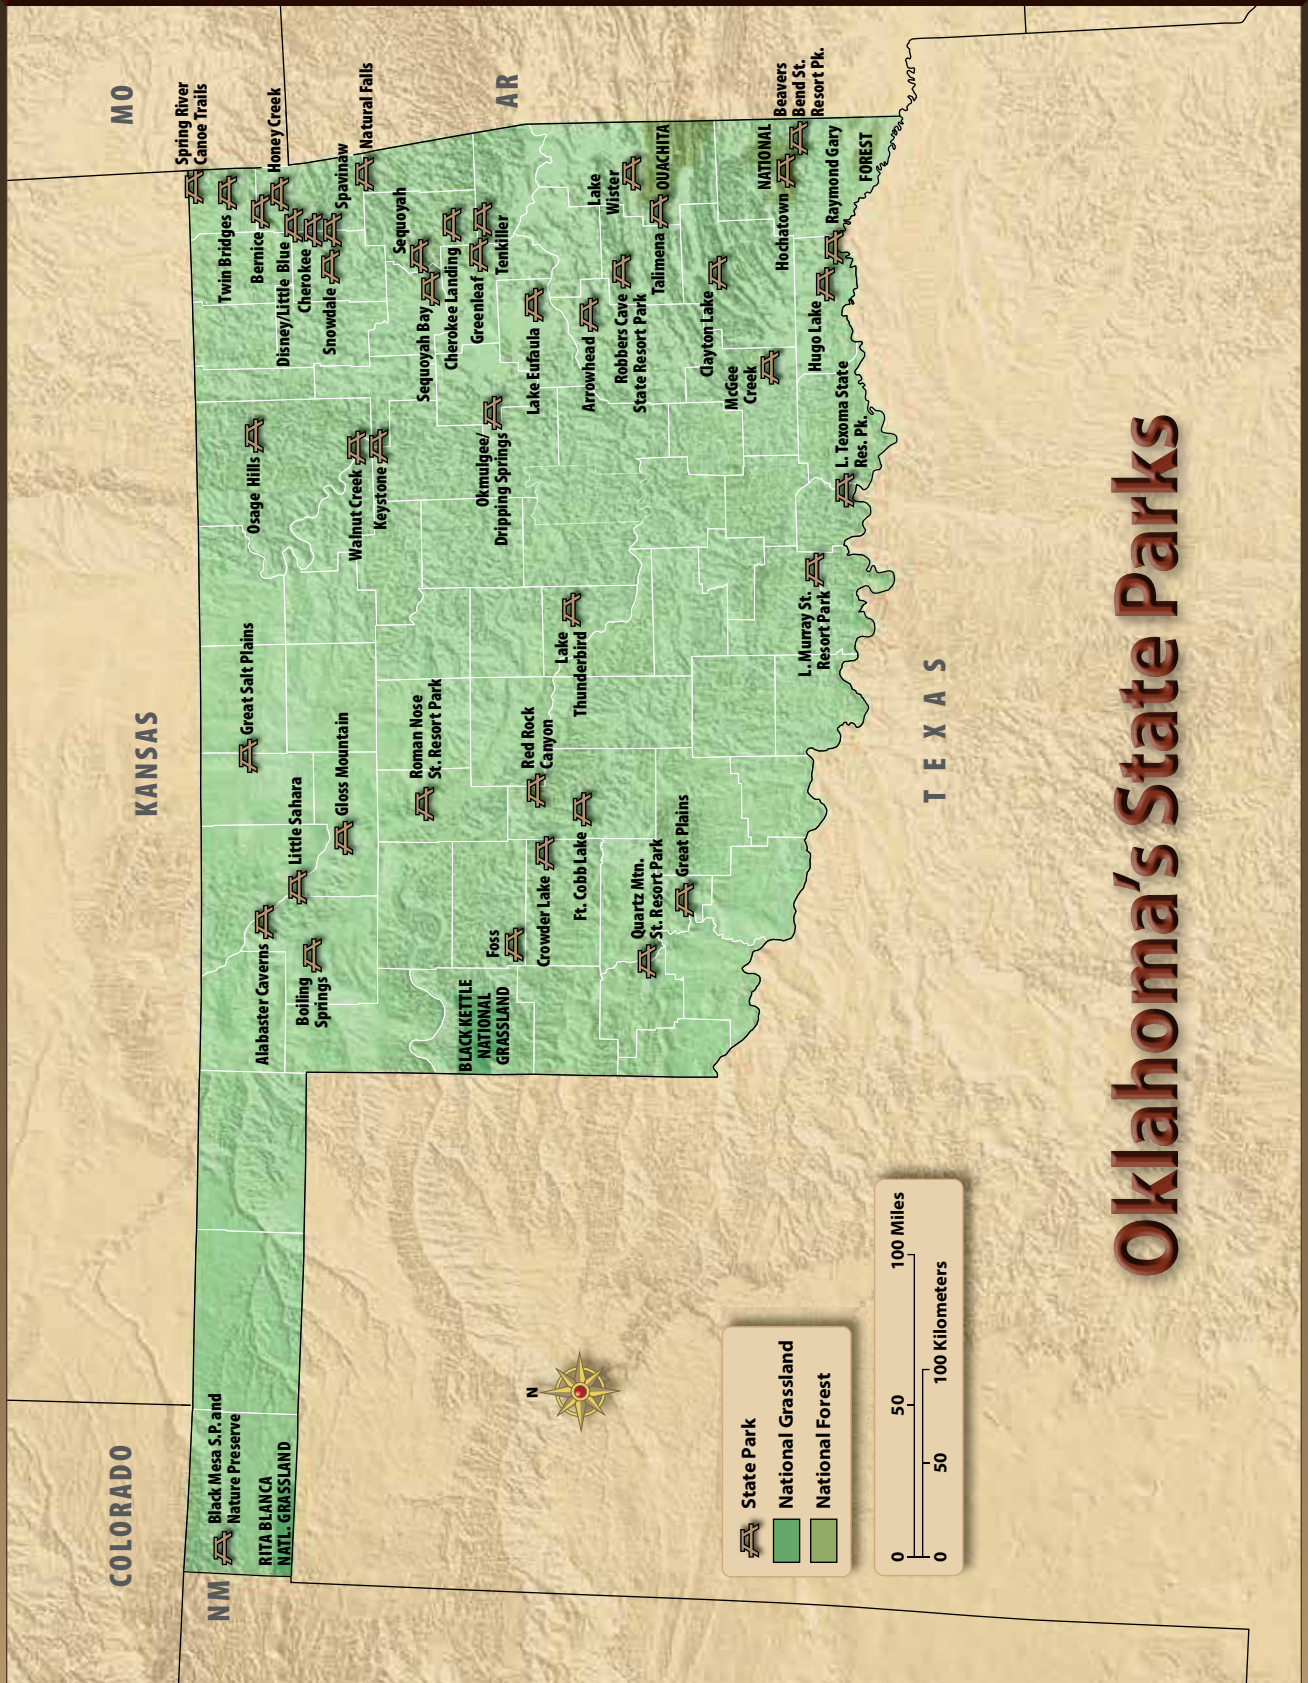 COLORADO
KANSAS
MO
NM
AR
TEXAS
Black Mesa S.P. and
Nature Preserve
RITA BLANCA
NATL. GRASSLAND
Alabaster Caverns
Boiling
Springs
Little Sahara
Gloss Mountain
Great Salt Plains
Osage Hills
Walnut Creek
Keystone
Spring River
Canoe Trails
Twin Bridges
Bernice
Honey Creek
Disney/Little Blue
Cherokee
Snowdale
Spavinaw
Natural Falls
Sequoyah
Sequoyah Bay
Cherokee Landing
Greenleaf
Tenkiller
BLACK KETTLE
NATIONAL
GRASSLAND
Foss
Roman Nose
St. Resort Park
Red Rock
Canyon
Crowder Lake
Ft. Cobb Lake
Lake
Thunderbird
Okmulgee/
Dripping Springs
Lake Eufaula
Arrowhead
Robbers Cave
State Resort Park
Lake
Wister
Talimena
OUACHITA
Quartz Mtn.
St. Resort Park
Great Plains
Clayton Lake
McGee
Creek
NATIONAL
Hochatown
Beavers
Bend St.
Resort Pk.
Hugo Lake
Raymond Gary
FOREST
L. Murray St.
Resort Park
L. Texoma State
Res. Pk.
N
State Park
National Grassland
National Forest
0 50 100 Miles
0 50 100 Kilometers
Oklahoma's State Parks